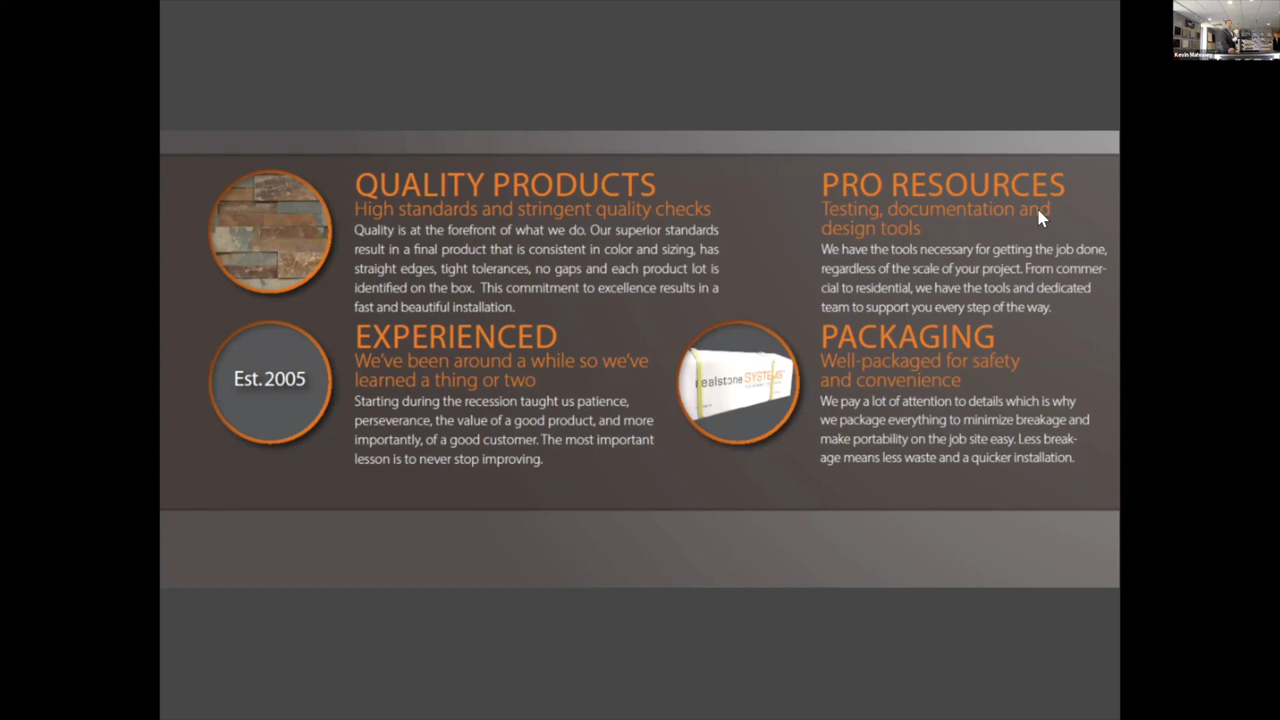 QUALITY PRODUCTS
High standards and stringent quality checks
Quality is at the forefront of what we do. Our superior standards
result in a final product that is consistent in color and sizing, has
straight edges, tight tolerances, no gaps and each product lot is
identified on the box. This commitment to excellence results in a
fast and beautiful installation.
EXPERIENCED
We've been around a while so we've
learned a thing or two
Starting during the recession taught us patience,
perseverance, the value of a good product, and more
importantly, of a good customer. The most important
lesson is to never stop improving.
Est.2005
PRO RESOURCES
Testing, documentation and
design tools
We have the tools necessary for getting the job done,
regardless of the scale of your project. From commer-
cial to residential, we have the tools and dedicated
team to support you every step of the way.
PACKAGING
Well-packaged for safety
and convenience
We pay a lot of attention to details which is why
we package everything to minimize breakage and
make portability on the job site easy. Less break-
age means less waste and a quicker installation.
realstone SYSTEMS
Kevin Mahoney